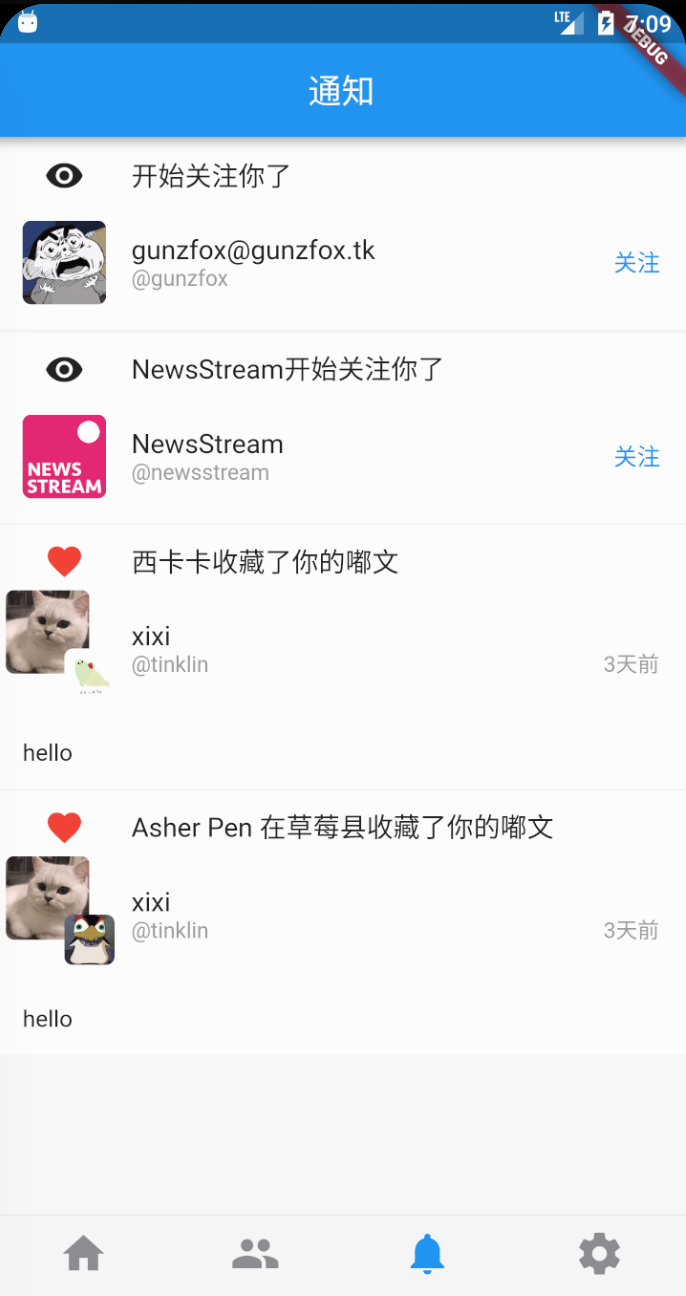 LTE
7:09
DEBUG
通知
开始关注你了
gunzfox@gunzfox.tk
@gunzfox
关注
NewsStream开始关注你了
NEWS
STREAM
NewsStream
@newsstream
关注
西卡卡收藏了你的嘟文
xixi
@tinklin
3天前
hello
Asher Pen 在草莓县收藏了你的嘟文
xixi
@tinklin
3天前
hello